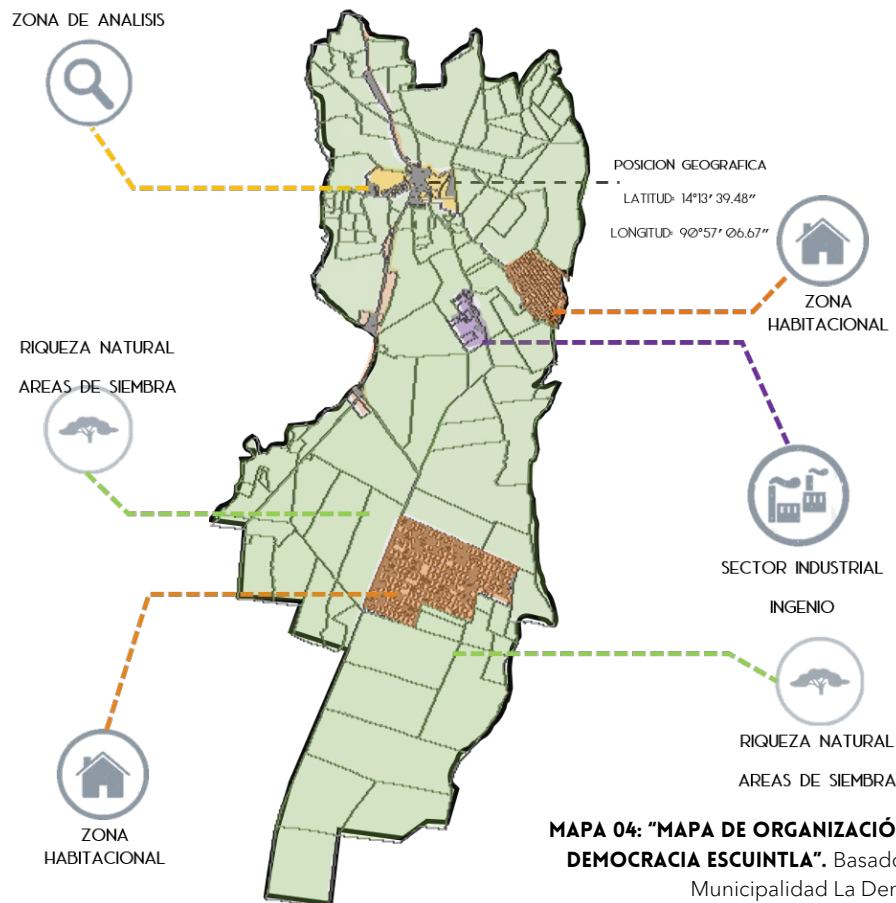 ZONA DE ANALISIS
POSICION GEOGRAFICA
LATITUD: 14°13' 39.48"
LONGITUD: 90°57' 06.67"
ZONA
HABITACIONAL
RIQUEZA NATURAL
AREAS DE SIEMBRA
SECTOR INDUSTRIAL
INGENIO
RIQUEZA NATURAL
AREAS DE SIEMBRA
ZONA
HABITACIONAL
MAPA 04: "MAPA DE ORGANIZACIÓ
DEMOCRACIA ESCUINTLA". Basado
Municipalidad La Der